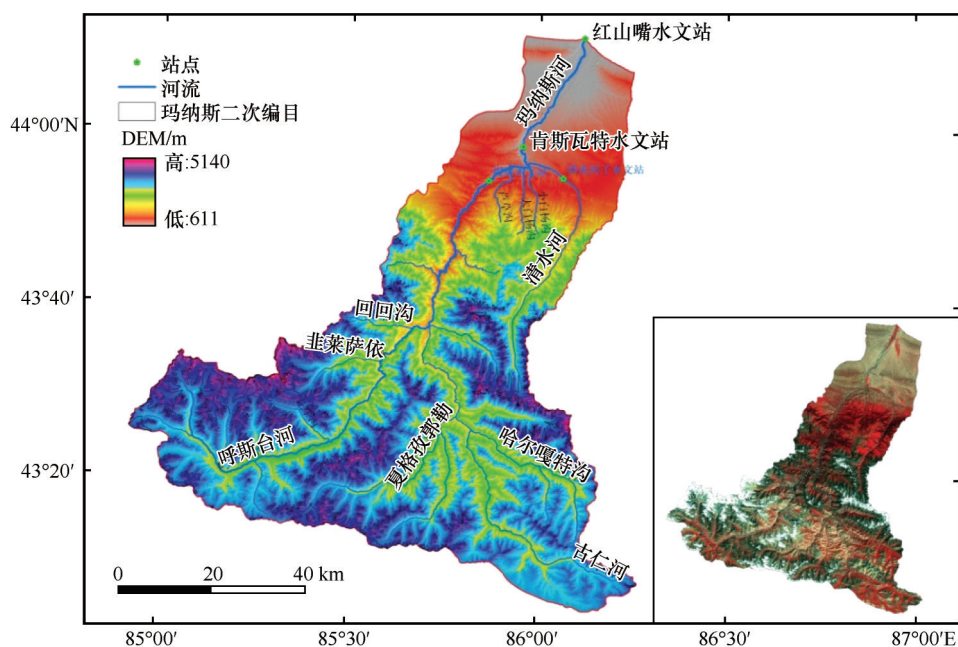 红山嘴水文站
站点
河流
玛纳斯二次编目
DEM/m
高:5140
低:611
玛纳斯河
肯斯瓦特水文站
清水河
回回沟
韭莱萨依
呼斯台河
夏格孜郭勒
哈尔嘎特沟
古仁河
44°00′N
43°40′
43°20′
0 20 40 km
85°00′ 85°30′ 86°00′ 86°30′ 87°00′E